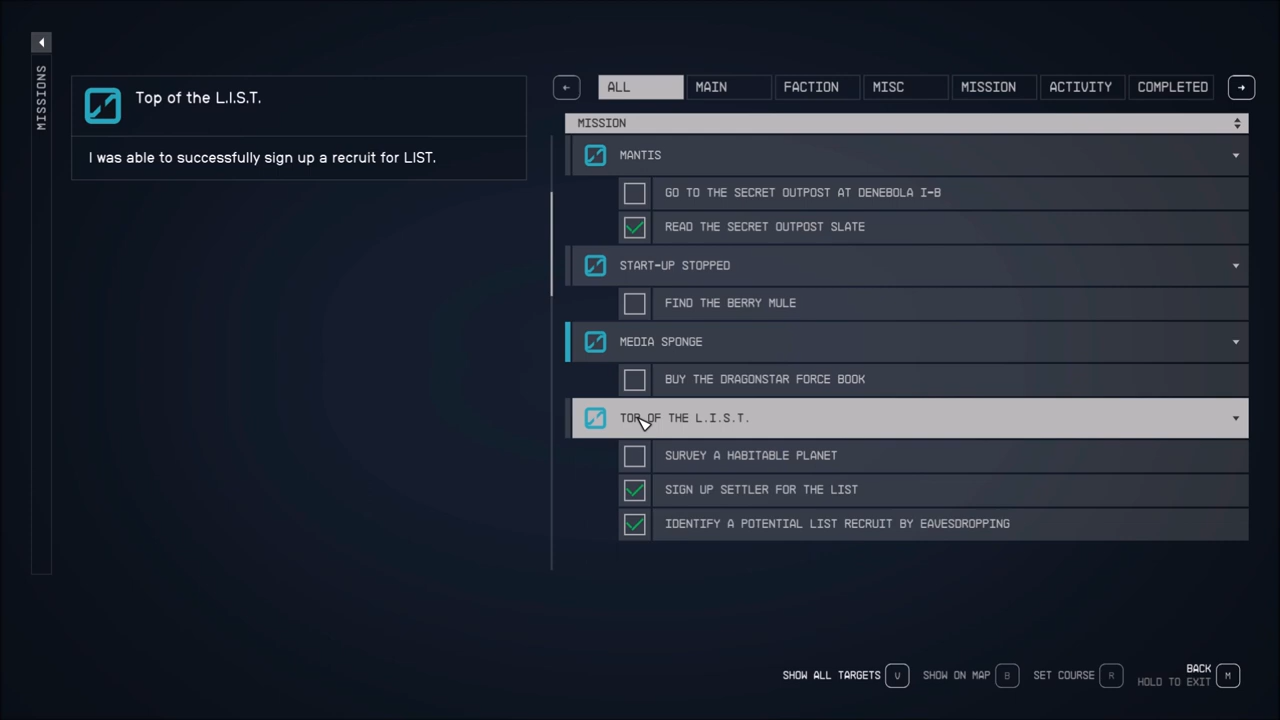 MISSIONS
Top of the L.I.S.T.
I was able to successfully sign up a recruit for LIST.
ALL
MAIN
FACTION
MISC
MISSION
ACTIVITY
COMPLETED
MISSION
MANTIS
GO TO THE SECRET OUTPOST AT DENEBOLA I-B
READ THE SECRET OUTPOST SLATE
START-UP STOPPED
FIND THE BERRY MULE
MEDIA SPONGE
BUY THE DRAGONSTAR FORCE BOOK
TOP OF THE L.I.S.T.
SURVEY A HABITABLE PLANET
SIGN UP SETTLER FOR THE LIST
IDENTIFY A POTENTIAL LIST RECRUIT BY EAVESDROPPING
SHOW ALL TARGETS V SHOW ON MAP B SET COURSE R BACK M
HOLD TO EXIT